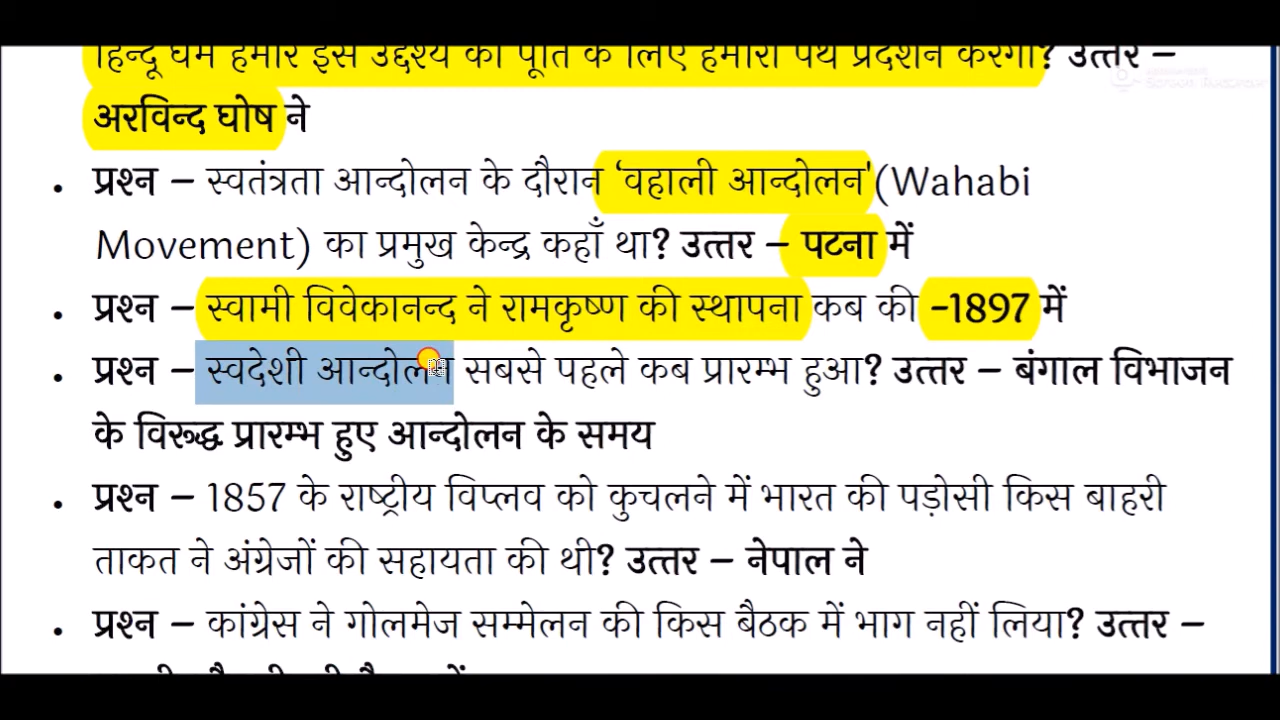 हिन्दू धर्म हमारे इस उद्देश्य की पूर्ति के लिए हमारा पथ प्रदर्शन करेगा? उत्तर –
अरविन्द घोष ने
• प्रश्न – स्वतंत्रता आन्दोलन के दौरान ‘वहाली आन्दोलन'(Wahabi
Movement) का प्रमुख केन्द्र कहाँ था? उत्तर – पटना में
• प्रश्न – स्वामी विवेकानन्द ने रामकृष्ण की स्थापना कब की -1897 में
• प्रश्न – स्वदेशी आन्दोलन सबसे पहले कब प्रारम्भ हुआ? उत्तर – बंगाल विभाजन
के विरूद्ध प्रारम्भ हुए आन्दोलन के समय
• प्रश्न – 1857 के राष्ट्रीय विप्लव को कुचलने में भारत की पड़ोसी किस बाहरी
ताकत ने अंग्रेजों की सहायता की थी? उत्तर – नेपाल ने
• प्रश्न – कांग्रेस ने गोलमेज सम्मेलन की किस बैठक में भाग नहीं लिया? उत्तर –